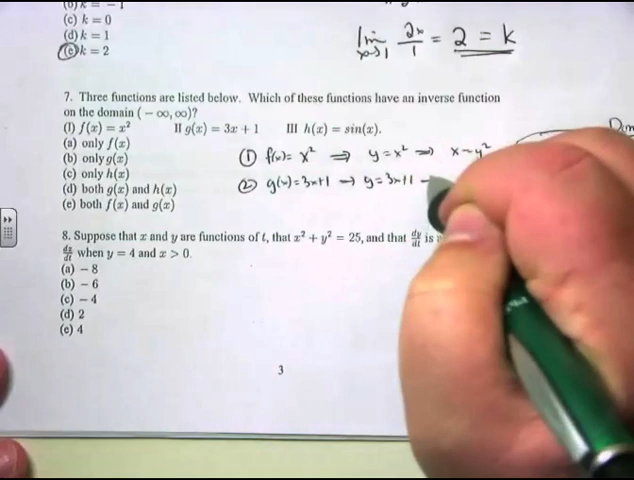 (b) k = − 1
(c) k = 0
(d) k = 1
(e) k = 2
lim x→1 2x/1 = 2 = k
7. Three functions are listed below. Which of these functions have an inverse function
on the domain (− ∞, ∞)?
(I) f(x) = x² II g(x) = 3x + 1 III h(x) = sin(x).
(a) only f(x)
(b) only g(x)
(c) only h(x)
(d) both g(x) and h(x)
(e) both f(x) and g(x)
① f(x) = x² ⇒ y = x² ⇒ x = y²
② g(x) = 3x+1 → y = 3x+1
8. Suppose that x and y are functions of t, that x² + y² = 25, and that dy/dt is
dx/dt when y = 4 and x > 0.
(a) − 8
(b) − 6
(c) − 4
(d) 2
(e) 4
3